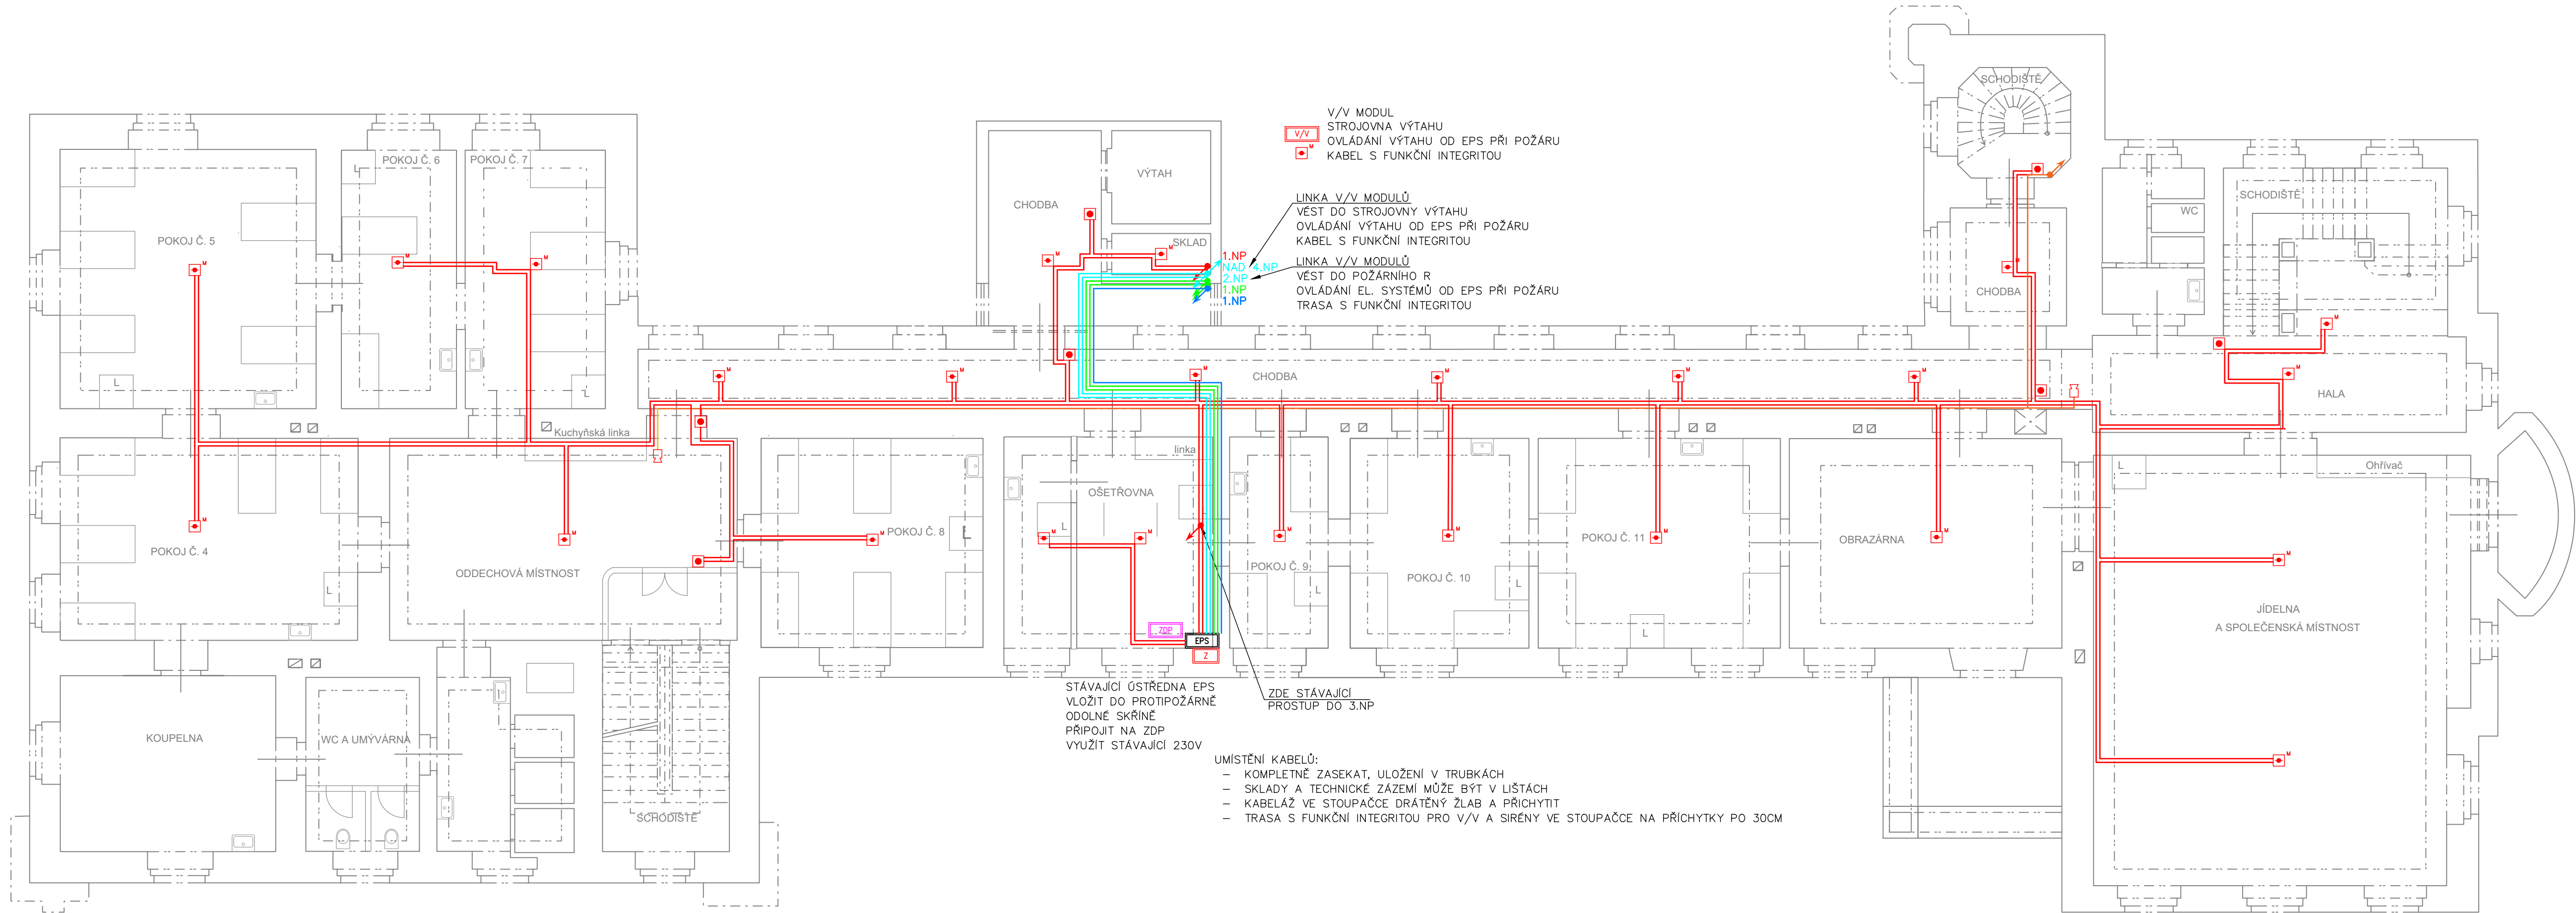 SCHODIŠTĚ
V/V MODUL
STROJOVNA VÝTAHU
V/V
OVLÁDÁNÍ VÝTAHU OD EPS PŘI POŽÁRU
M
KABEL S FUNKČNÍ INTEGRITOU
POKOJ Č. 6
POKOJ Č. 7
L
VÝTAH
CHODBA
LINKA V/V MODULŮ
VÉST DO STROJOVNY VÝTAHU
OVLÁDÁNÍ VÝTAHU OD EPS PŘI POŽÁRU
KABEL S FUNKČNÍ INTEGRITOU
SCHODIŠTĚ
WC
POKOJ Č. 5
SKLAD
M
M
M
M
M
M
1.NP
NAD 4.NP
2.NP
1.NP
1.NP
LINKA V/V MODULŮ
VÉST DO POŽÁRNÍHO R
OVLÁDÁNÍ EL. SYSTÉMŮ OD EPS PŘI POŽÁRU
TRASA S FUNKČNÍ INTEGRITOU
CHODBA
M
M
M
M
M
M
M
M
CHODBA
L
L
HALA
Kuchyňská linka
linka
L
Ohřívač
OŠETŘOVNA
L
M
POKOJ Č. 4
M
POKOJ Č. 8
M
L
M
M
M
M
POKOJ Č. 11
M
OBRAZÁRNA
M
M
ODDECHOVÁ MÍSTNOST
POKOJ Č. 9
POKOJ Č. 10
L
L
L
L
JÍDELNA
A SPOLEČENSKÁ MÍSTNOST
ZDP
EPS
Z
L
STÁVAJÍCÍ ÚSTŘEDNA EPS
VLOŽIT DO PROTIPOŽÁRNĚ
ODOLNÉ SKŘÍNĚ
PŘIPOJIT NA ZDP
VYUŽÍT STÁVAJÍCÍ 230V
ZDE STÁVAJÍCÍ
PROSTUP DO 3.NP
KOUPELNA
WC A UMÝVÁRNA
M
UMÍSTĚNÍ KABELŮ:
– KOMPLETNĚ ZASEKAT, ULOŽENÍ V TRUBKÁCH
– SKLADY A TECHNICKÉ ZÁZEMÍ MŮŽE BÝT V LIŠTÁCH
– KABELÁŽ VE STOUPAČCE DRÁTĚNÝ ŽLAB A PŘICHYTIT
– TRASA S FUNKČNÍ INTEGRITOU PRO V/V A SIRÉNY VE STOUPAČCE NA PŘÍCHYTKY PO 30CM
SCHODIŠTĚ